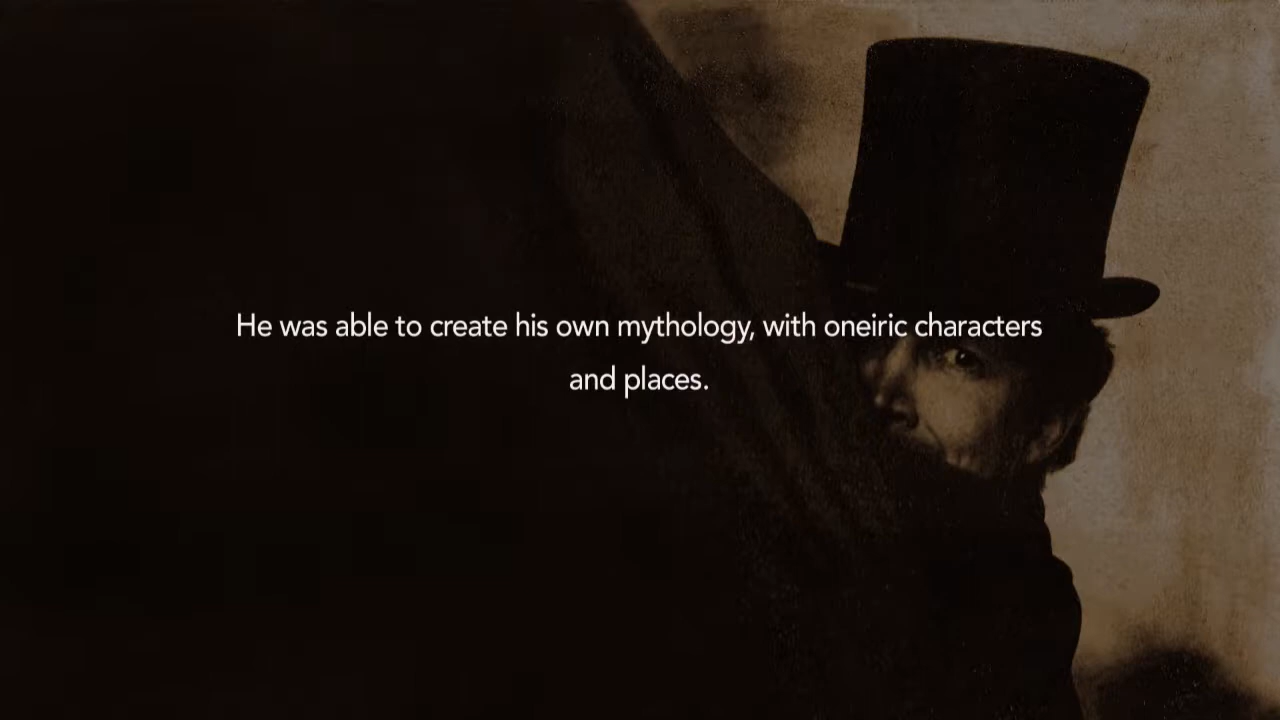 He was able to create his own mythology, with oneiric characters
and places.